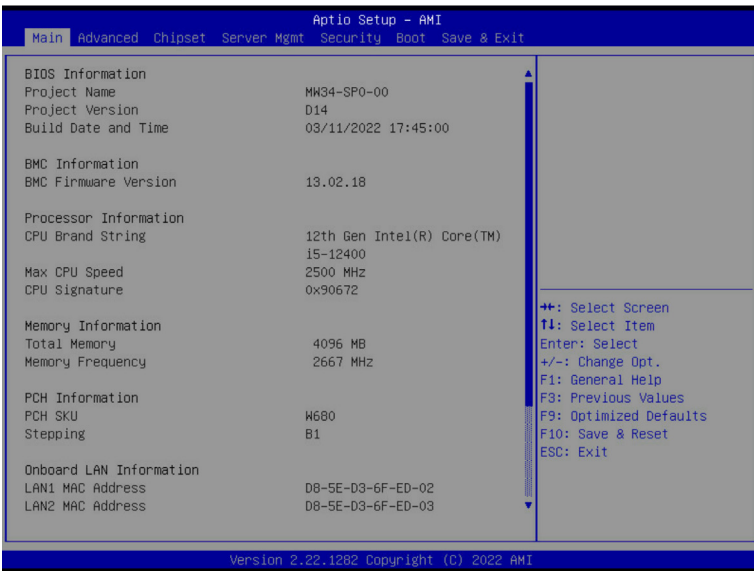 Aptio Setup – AMI
Main Advanced Chipset Server Mgmt Security Boot Save & Exit
BIOS Information
Project Name MW34-SP0-00
Project Version D14
Build Date and Time 03/11/2022 17:45:00
BMC Information
BMC Firmware Version 13.02.18
Processor Information
CPU Brand String 12th Gen Intel(R) Core(TM)
i5-12400
Max CPU Speed 2500 MHz
CPU Signature 0x90672
Memory Information
Total Memory 4096 MB
Memory Frequency 2667 MHz
PCH Information
PCH SKU W680
Stepping B1
Onboard LAN Information
LAN1 MAC Address D8-5E-D3-6F-ED-02
LAN2 MAC Address D8-5E-D3-6F-ED-03
→←: Select Screen
↑↓: Select Item
Enter: Select
+/-: Change Opt.
F1: General Help
F3: Previous Values
F9: Optimized Defaults
F10: Save & Reset
ESC: Exit
Version 2.22.1282 Copyright (C) 2022 AMI